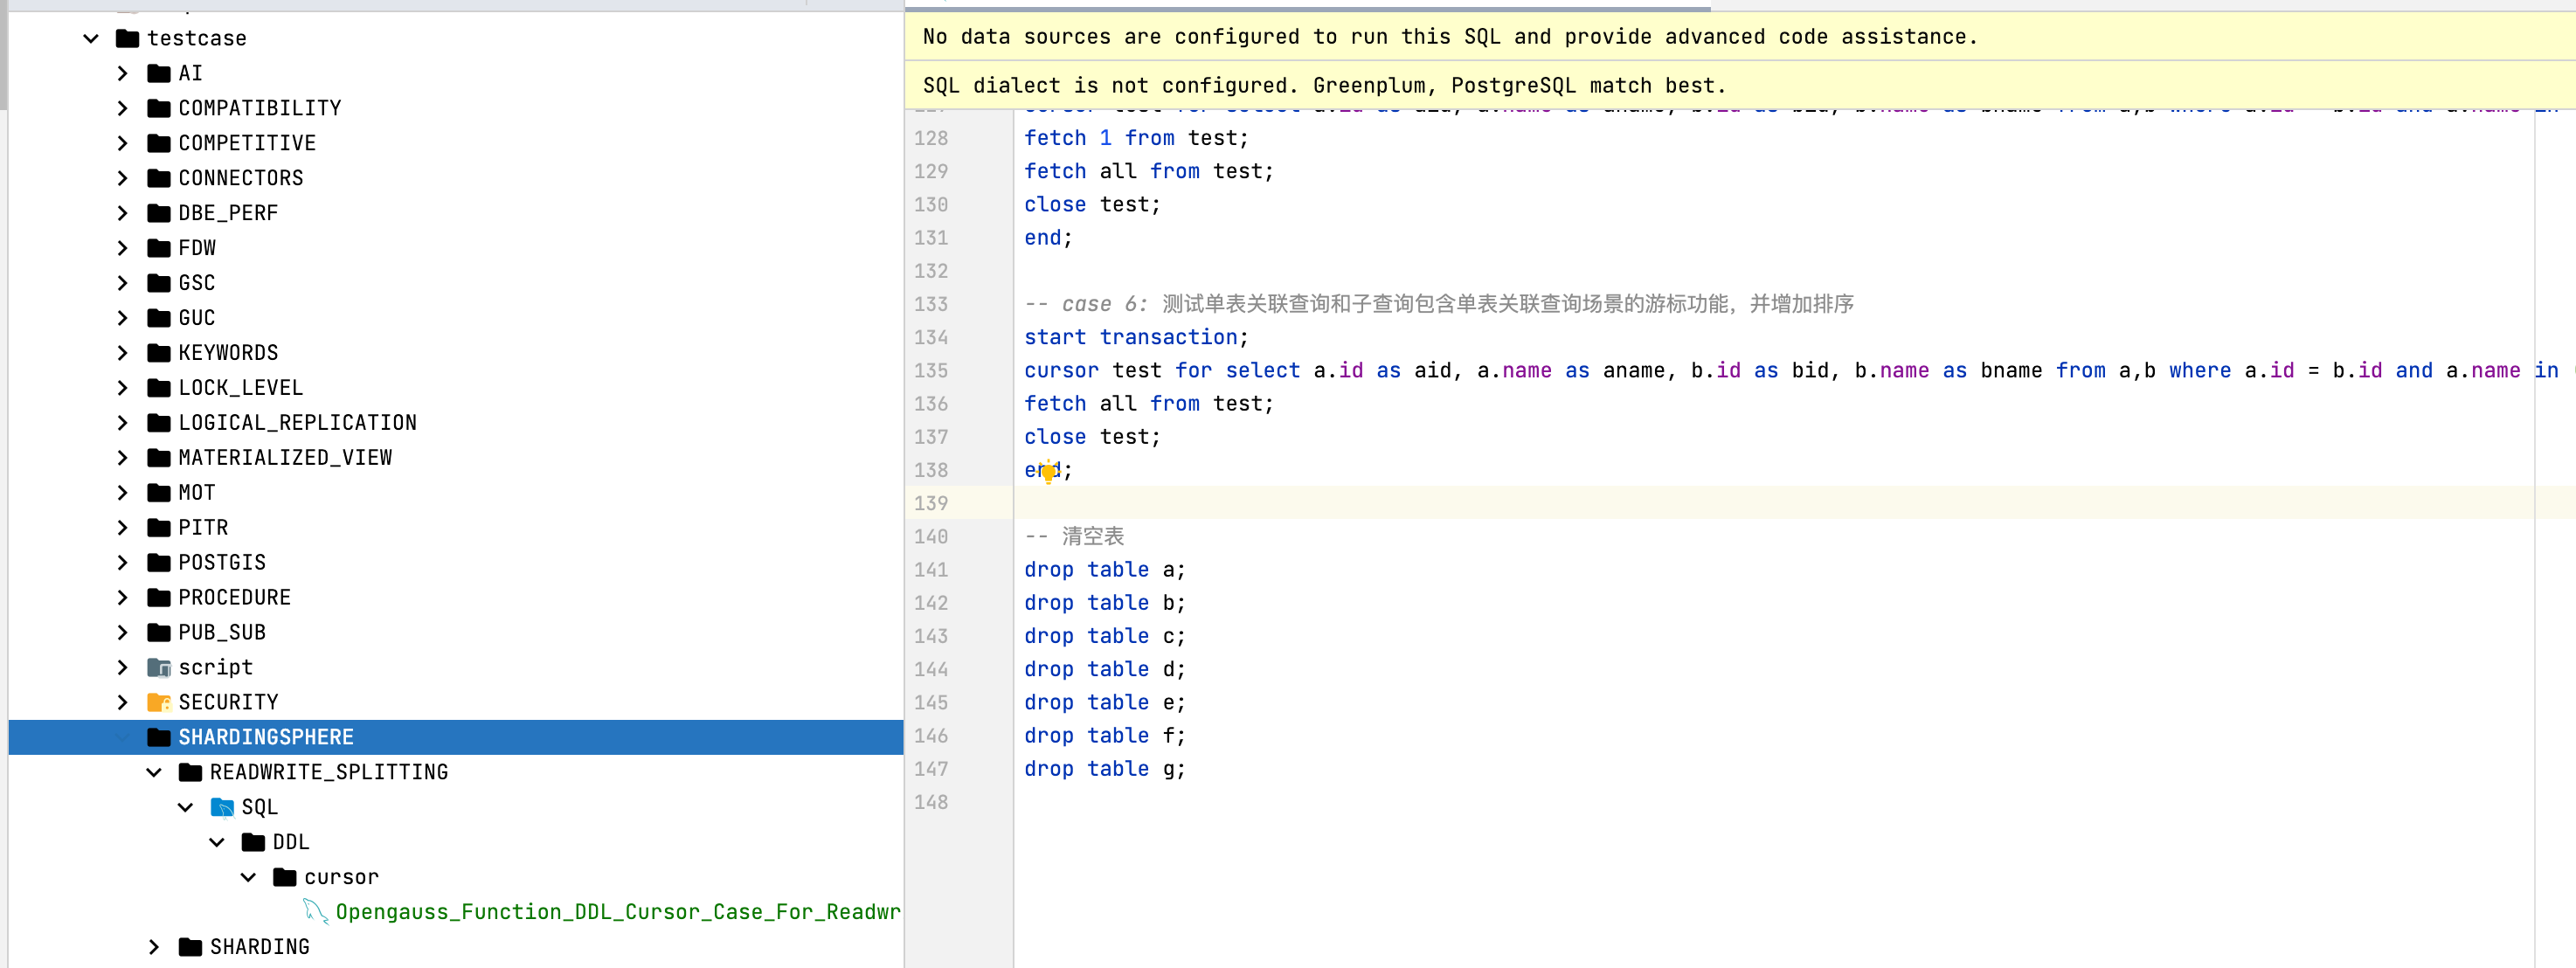 testcase
AI
COMPATIBILITY
COMPETITIVE
CONNECTORS
DBE_PERF
FDW
GSC
GUC
KEYWORDS
LOCK_LEVEL
LOGICAL_REPLICATION
MATERIALIZED_VIEW
MOT
PITR
POSTGIS
PROCEDURE
PUB_SUB
script
SECURITY
SHARDINGSPHERE
READWRITE_SPLITTING
SQL
DDL
cursor
Opengauss_Function_DDL_Cursor_Case_For_Readwr
SHARDING
No data sources are configured to run this SQL and provide advanced code assistance.
SQL dialect is not configured. Greenplum, PostgreSQL match best.
128 fetch 1 from test;
129 fetch all from test;
130 close test;
131 end;
132
133 -- case 6: 测试单表关联查询和子查询包含单表关联查询场景的游标功能，并增加排序
134 start transaction;
135 cursor test for select a.id as aid, a.name as aname, b.id as bid, b.name as bname from a,b where a.id = b.id and a.name in
136 fetch all from test;
137 close test;
138 end;
139
140 -- 清空表
141 drop table a;
142 drop table b;
143 drop table c;
144 drop table d;
145 drop table e;
146 drop table f;
147 drop table g;
148